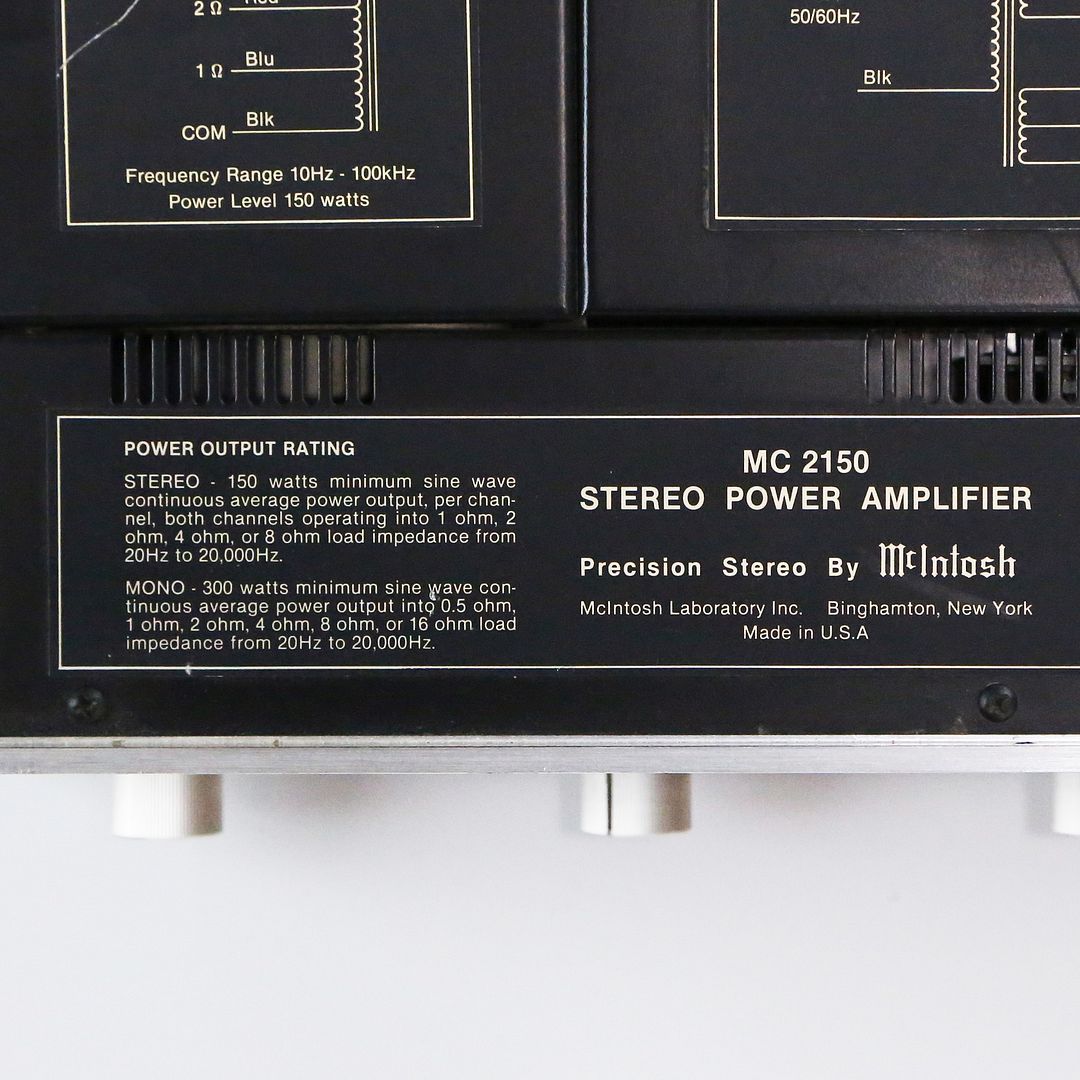 2 Ω Red
1 Ω Blu
COM Blk
Frequency Range 10Hz - 100kHz
Power Level 150 watts
50/60Hz
Blk
POWER OUTPUT RATING
STEREO - 150 watts minimum sine wave
continuous average power output, per chan-
nel, both channels operating into 1 ohm, 2
ohm, 4 ohm, or 8 ohm load impedance from
20Hz to 20,000Hz.
MONO - 300 watts minimum sine wave con-
tinuous average power output into 0.5 ohm,
1 ohm, 2 ohm, 4 ohm, 8 ohm, or 16 ohm load
impedance from 20Hz to 20,000Hz.
MC 2150
STEREO POWER AMPLIFIER
Precision Stereo By McIntosh
McIntosh Laboratory Inc. Binghamton, New York
Made in U.S.A